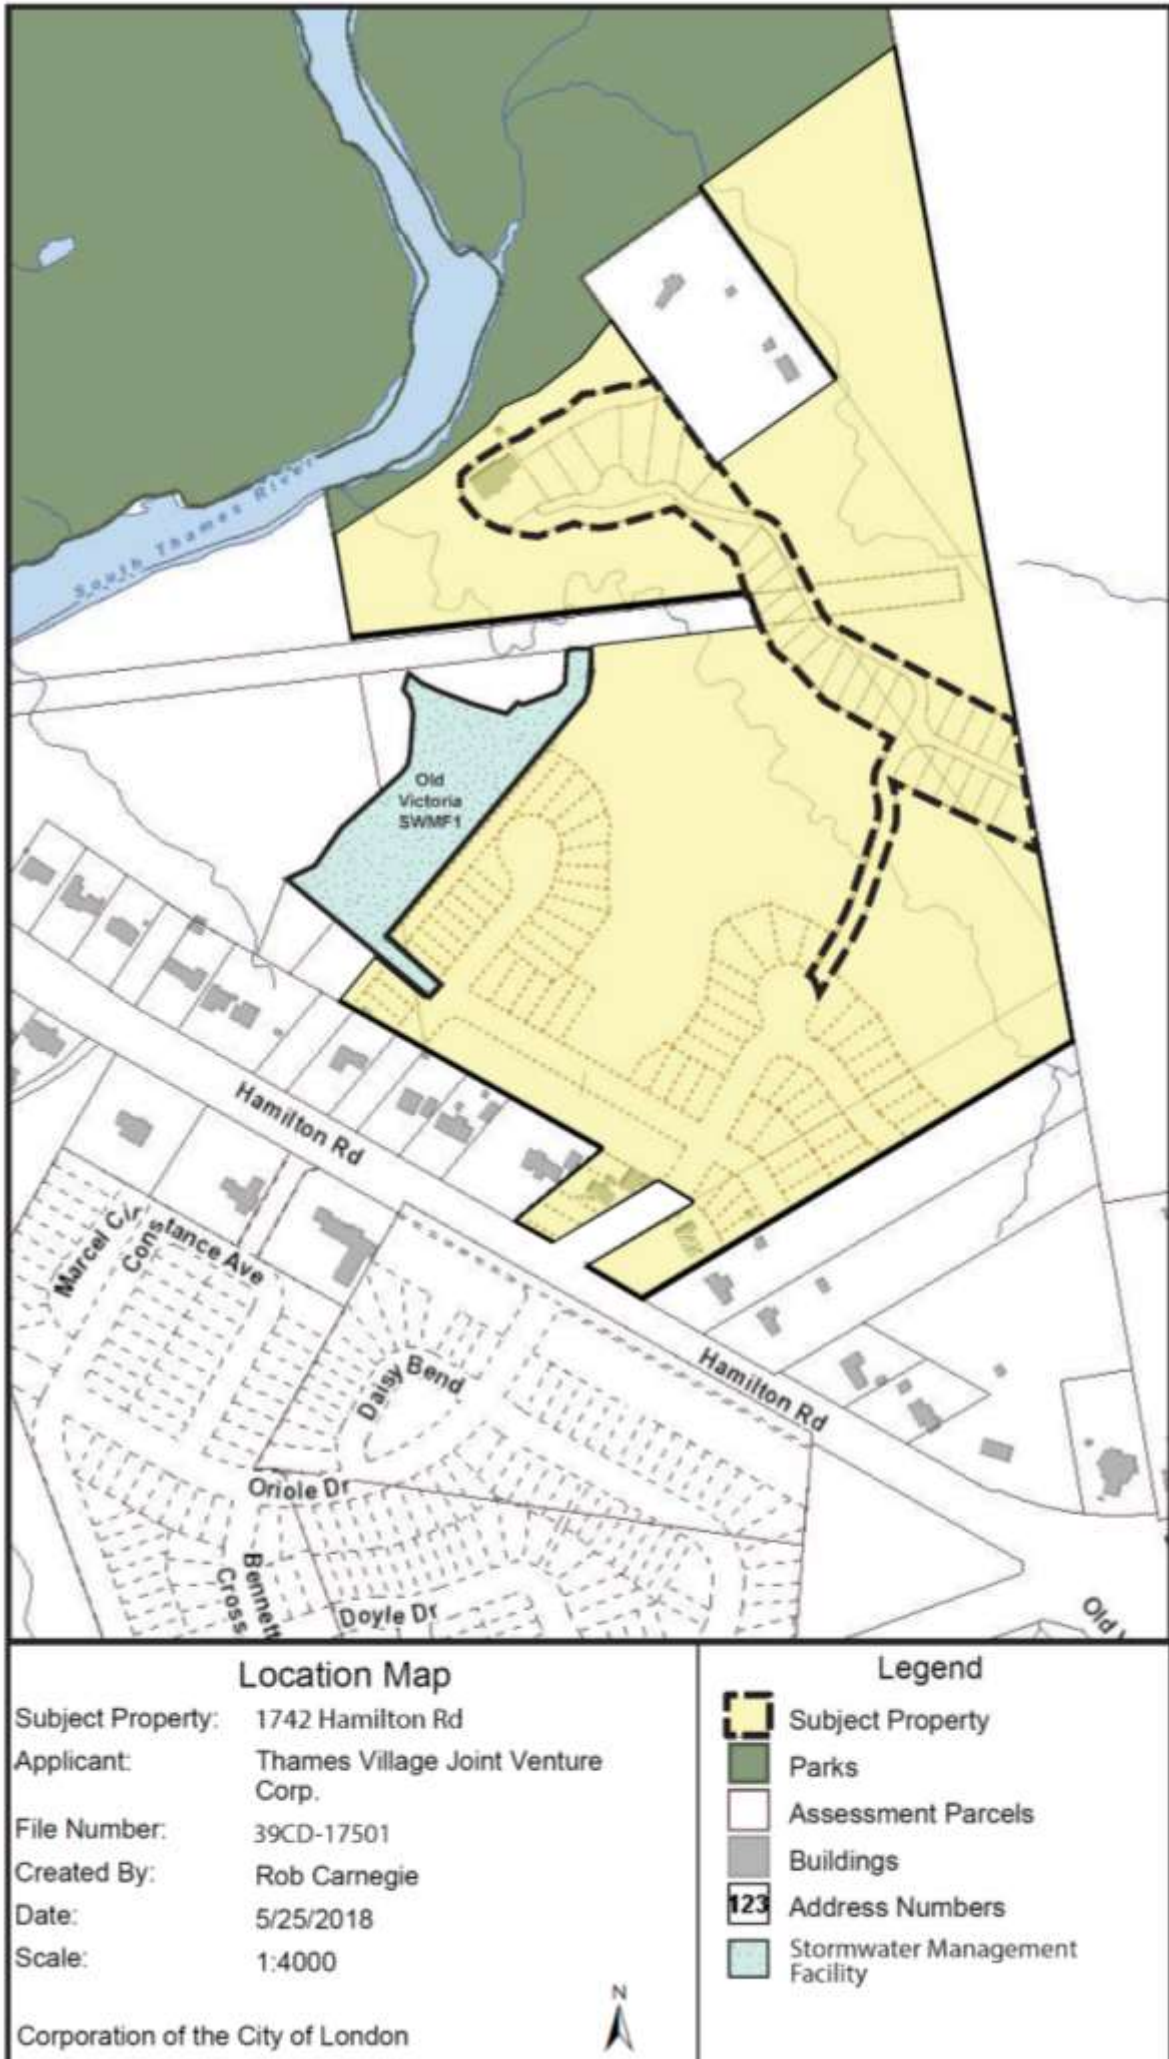 South Thames River
Old
Victoria
SWMF1
Hamilton Rd
Marcel Cir
Constance Ave
Daisy Bend
Hamilton Rd
Oriole Dr
Bennett
Cross
Doyle Dr
Old
Location Map
Subject Property: 1742 Hamilton Rd
Applicant: Thames Village Joint Venture
Corp.
File Number: 39CD-17501
Created By: Rob Carnegie
Date: 5/25/2018
Scale: 1:4000
N
Corporation of the City of London
Legend
Subject Property
Parks
Assessment Parcels
Buildings
123 Address Numbers
Stormwater Management
Facility